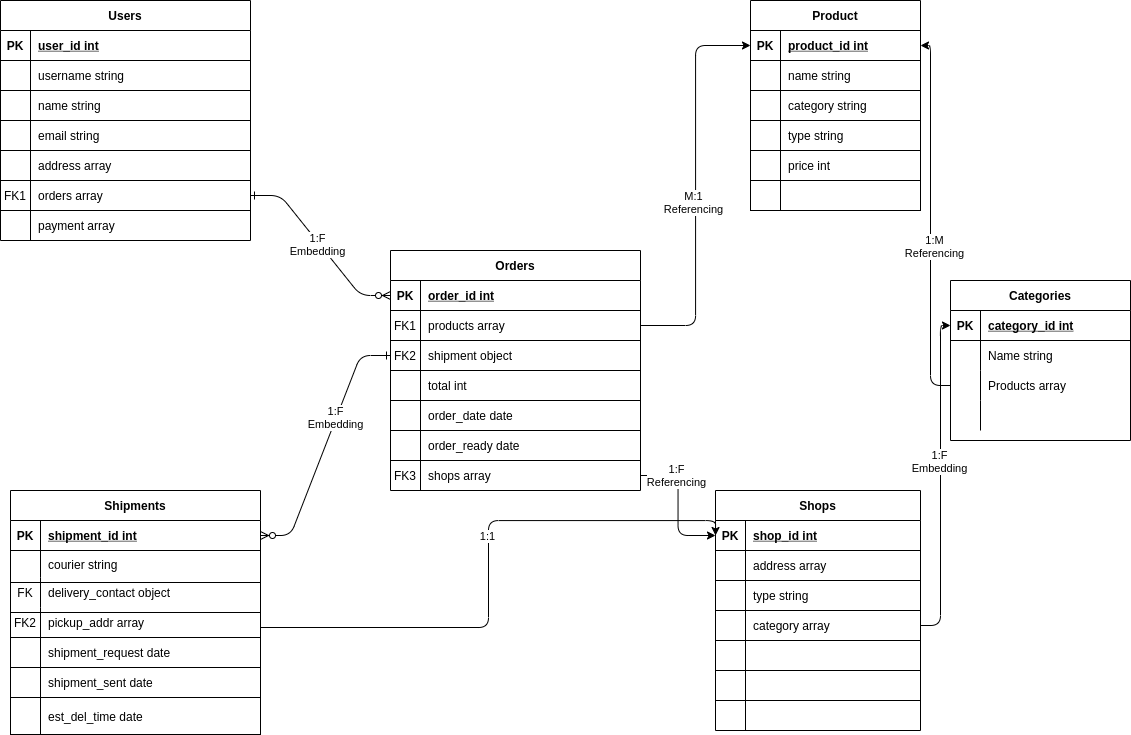 Users
PK user_id int
username string
name string
email string
address array
FK1 orders array
payment array
Product
PK product_id int
name string
category string
type string
price int
M:1
Referencing
1:F
Embedding
1:M
Referencing
Orders
PK order_id int
FK1 products array
FK2 shipment object
total int
order_date date
order_ready date
FK3 shops array
Categories
PK category_id int
Name string
Products array
1:F
Embedding
1:F
Embedding
1:F
Referencing
Shipments
PK shipment_id int
courier string
FK delivery_contact object
FK2 pickup_addr array
shipment_request date
shipment_sent date
est_del_time date
1:1
Shops
PK shop_id int
address array
type string
category array